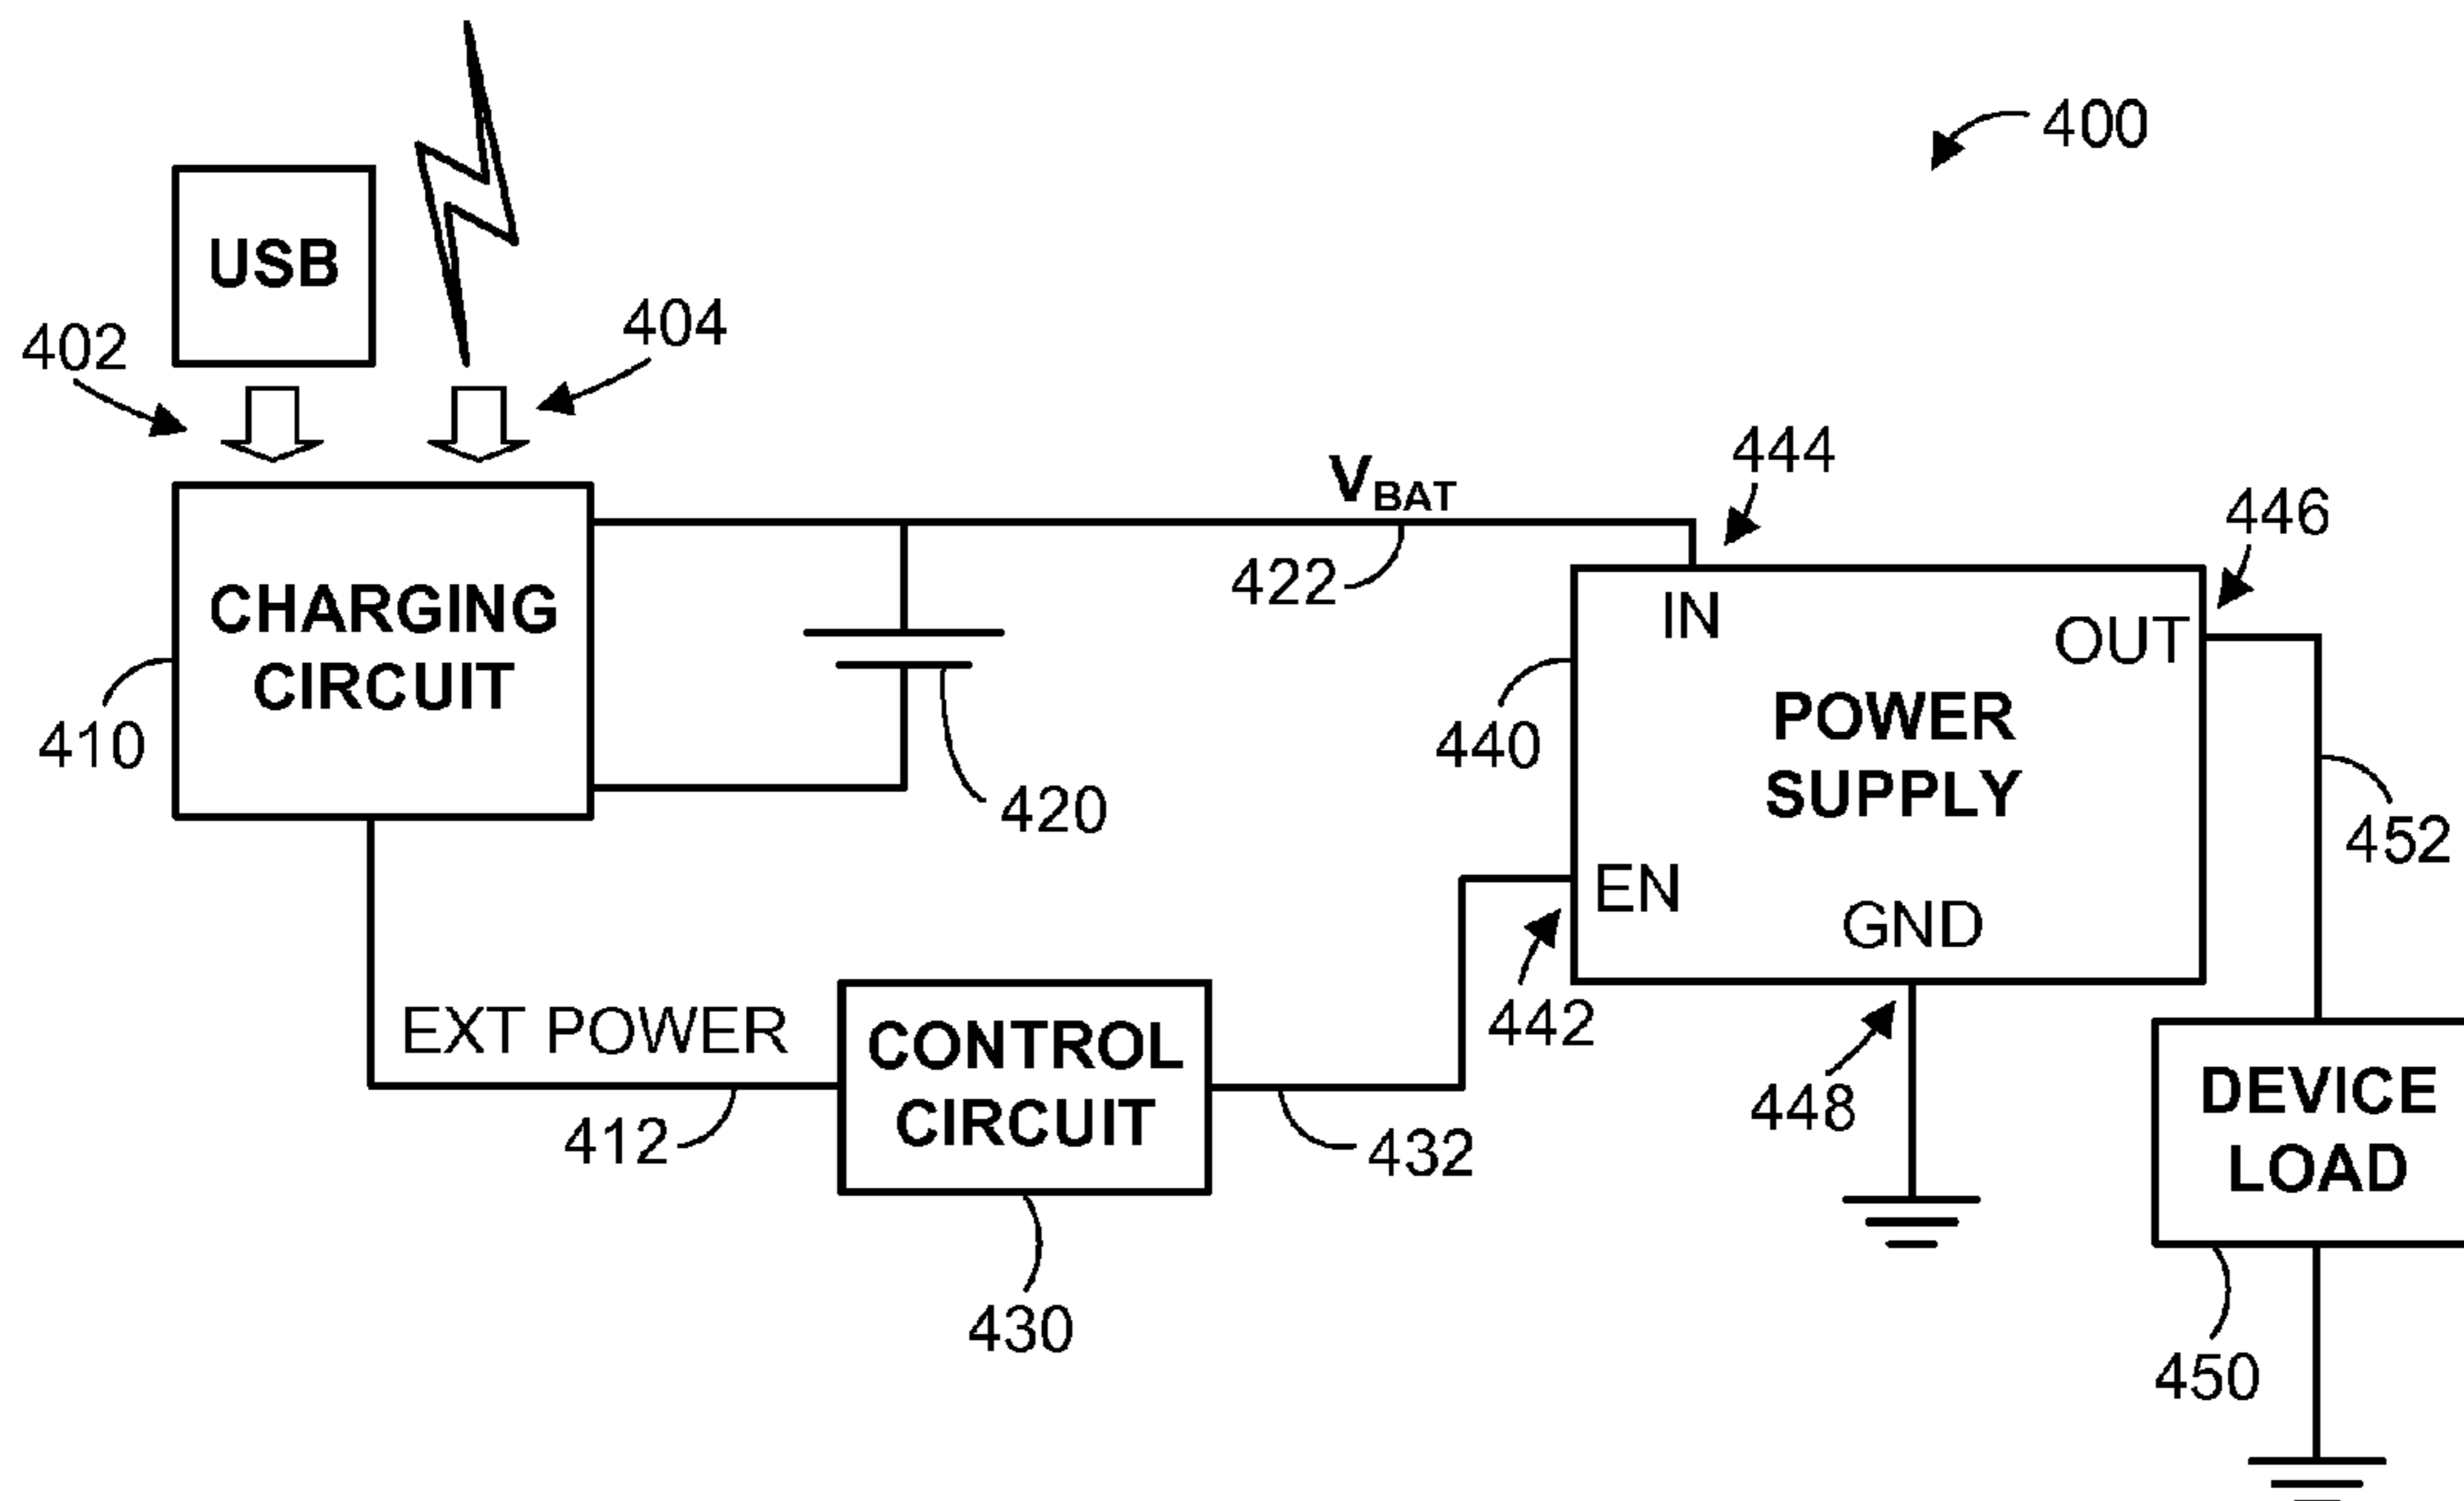 400
USB
402
404
V_BAT
444
446
422
IN
OUT
CHARGING
CIRCUIT
410
420
440
POWER
SUPPLY
452
EN
GND
442
EXT POWER
412
CONTROL
CIRCUIT
432
448
DEVICE
LOAD
430
450